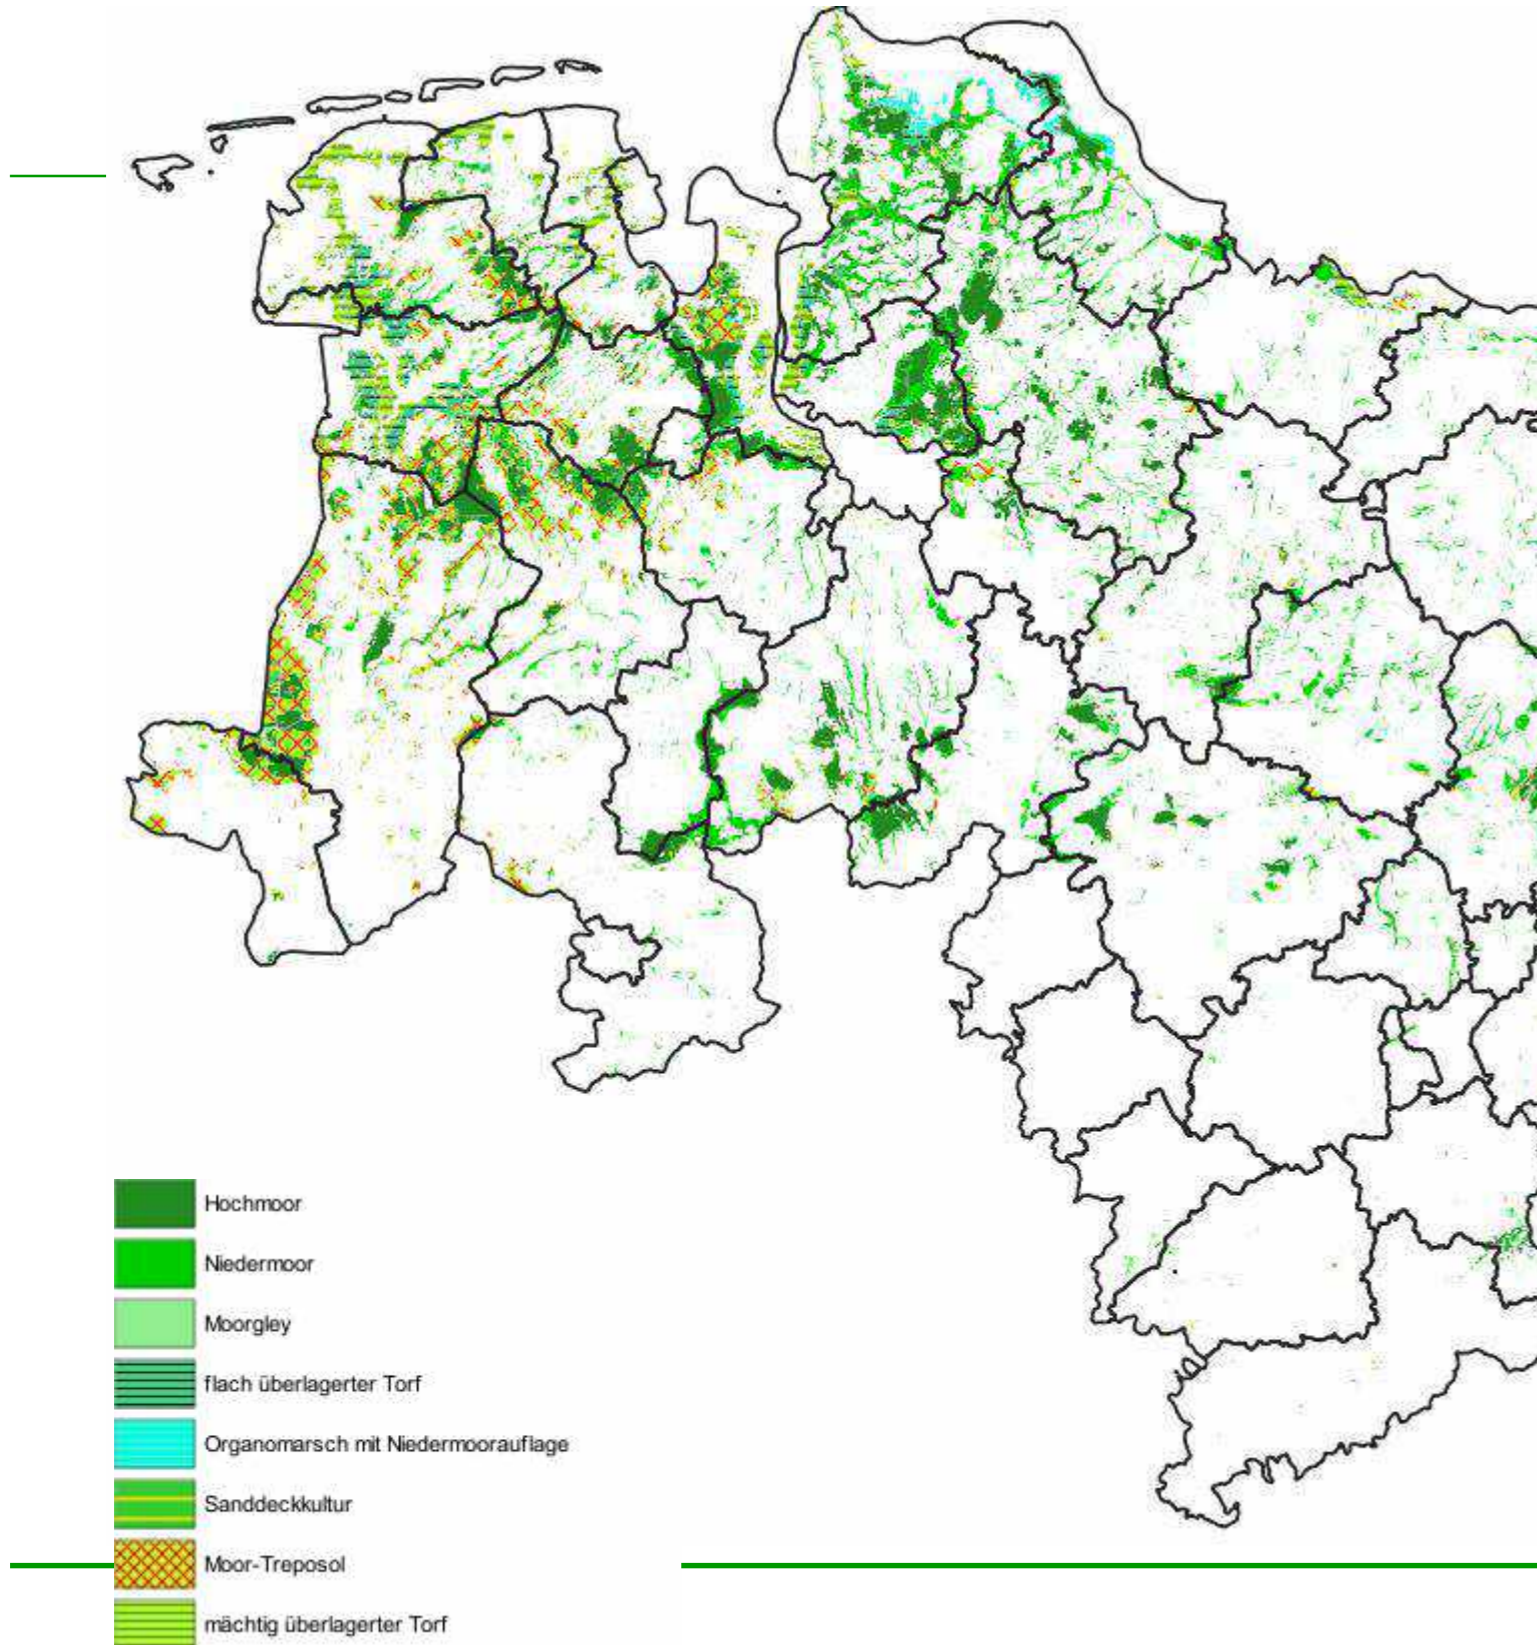 Hochmoor
Niedermoor
Moorgley
flach überlagerter Torf
Organomarsch mit Niedermoorauflage
Sanddeckkultur
Moor-Treposol
mächtig überlagerter Torf